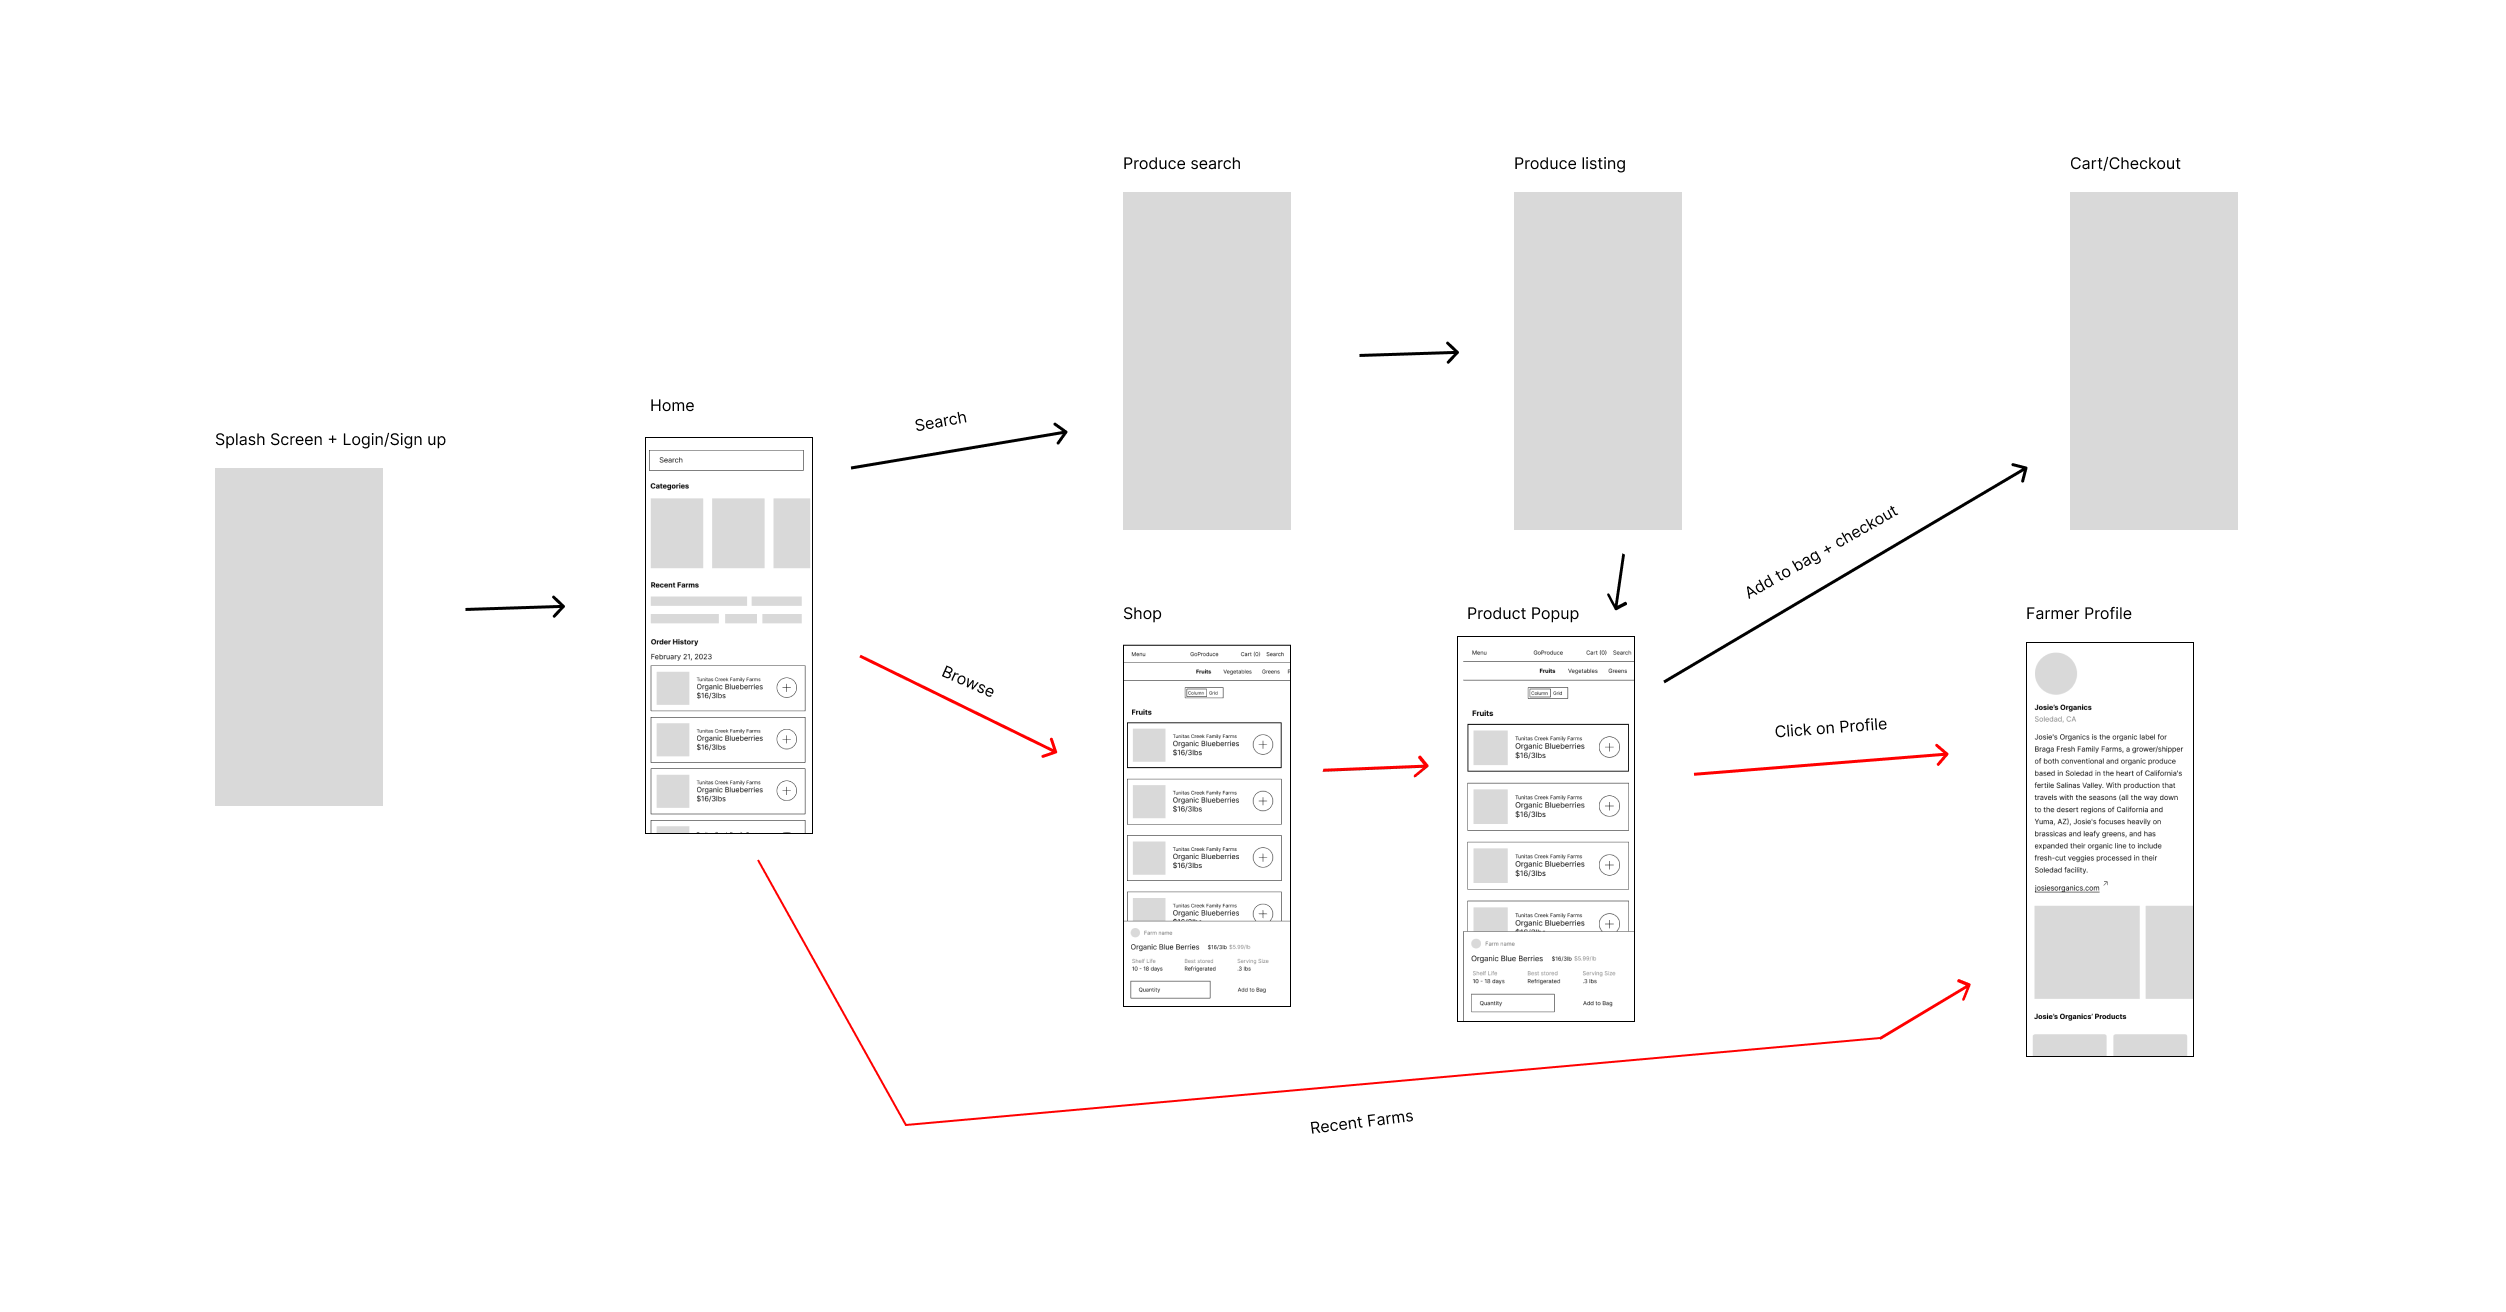 Produce search
Produce listing
Cart/Checkout
Home
Splash Screen + Login/Sign up
Search
Search
Categories
Recent Farms
Order History
February 21, 2023
Tunitas Creek Family Farms
Organic Blueberries
$16/3lbs
Tunitas Creek Family Farms
Organic Blueberries
$16/3lbs
Tunitas Creek Family Farms
Organic Blueberries
$16/3lbs
Browse
Shop
Menu GoProduce Cart (0) Search
Fruits Vegetables Greens
Column Grid
Fruits
Tunitas Creek Family Farms
Organic Blueberries
$16/3lbs
Tunitas Creek Family Farms
Organic Blueberries
$16/3lbs
Tunitas Creek Family Farms
Organic Blueberries
$16/3lbs
Tunitas Creek Family Farms
Organic Blueberries
Farm name
Organic Blue Berries $16/3lb $5.99/lb
Shelf Life Best stored Serving Size
10 - 18 days Refrigerated .3 lbs
Quantity Add to Bag
Product Popup
Menu GoProduce Cart (0) Search
Fruits Vegetables Greens
Column Grid
Fruits
Tunitas Creek Family Farms
Organic Blueberries
$16/3lbs
Tunitas Creek Family Farms
Organic Blueberries
$16/3lbs
Tunitas Creek Family Farms
Organic Blueberries
$16/3lbs
Tunitas Creek Family Farms
Organic Blueberries
Farm name
Organic Blue Berries $16/3lb $5.99/lb
Shelf Life Best stored Serving Size
10 - 18 days Refrigerated .3 lbs
Quantity Add to Bag
Add to bag + checkout
Click on Profile
Farmer Profile
Josie's Organics
Soledad, CA
Josie's Organics is the organic label for
Braga Fresh Family Farms, a grower/shipper
of both conventional and organic produce
based in Soledad in the heart of California's
fertile Salinas Valley. With production that
travels with the seasons (all the way down
to the desert regions of California and
Yuma, AZ), Josie's focuses heavily on
brassicas and leafy greens, and has
expanded their organic line to include
fresh-cut veggies processed in their
Soledad facility.
josiesorganics.com
Josie's Organics' Products
Recent Farms